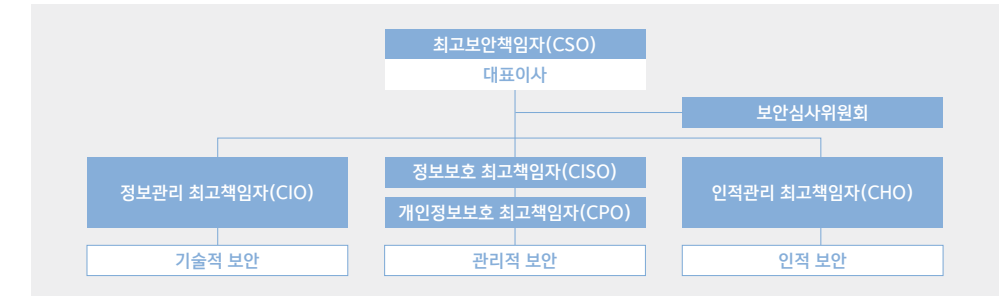 최고보안책임자(CSO)
대표이사
보안심사위원회
정보관리 최고책임자(CIO)
정보보호 최고책임자(CISO)
개인정보보호 최고책임자(CPO)
인적관리 최고책임자(CHO)
기술적 보안
관리적 보안
인적 보안